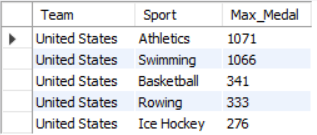 Team Sport Max_Medal
United States Athletics 1071
United States Swimming 1066
United States Basketball 341
United States Rowing 333
United States Ice Hockey 276